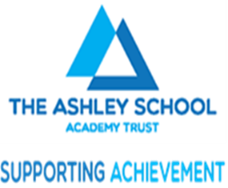 THE ASHLEY SCHOOL
ACADEMY TRUST
SUPPORTING ACHIEVEMENT